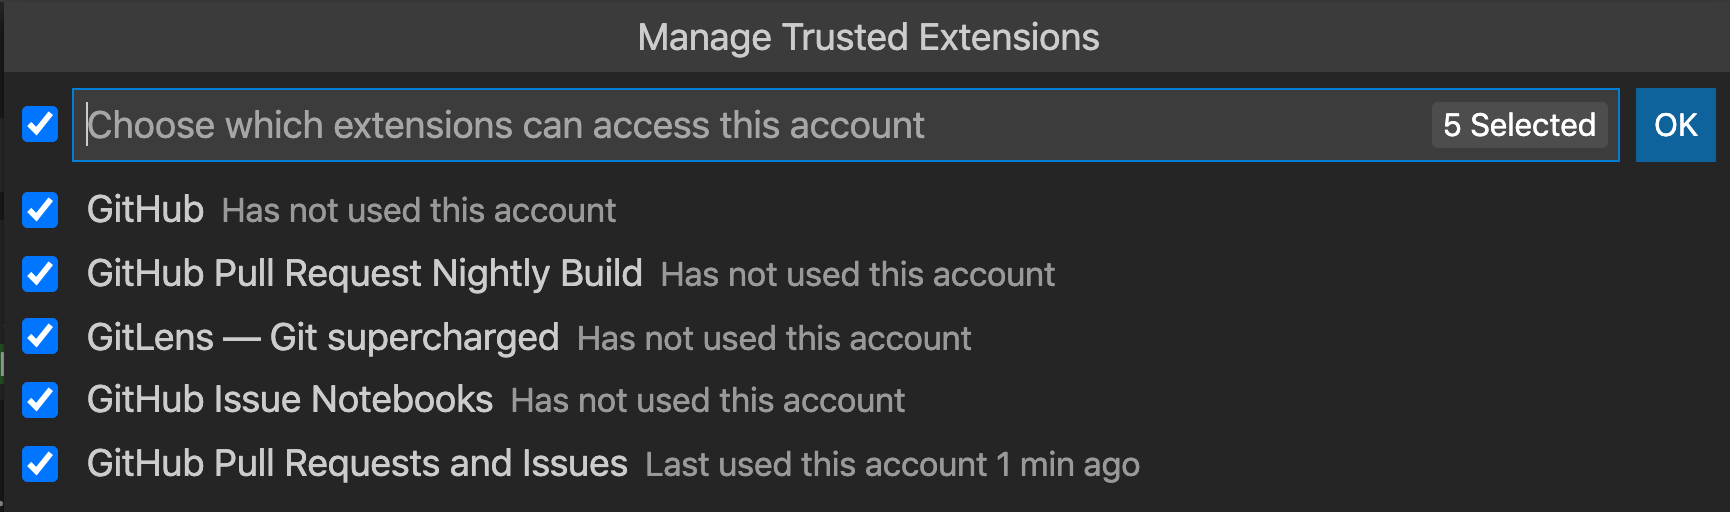 Manage Trusted Extensions
Choose which extensions can access this account 5 Selected OK
GitHub Has not used this account
GitHub Pull Request Nightly Build Has not used this account
GitLens — Git supercharged Has not used this account
GitHub Issue Notebooks Has not used this account
GitHub Pull Requests and Issues Last used this account 1 min ago